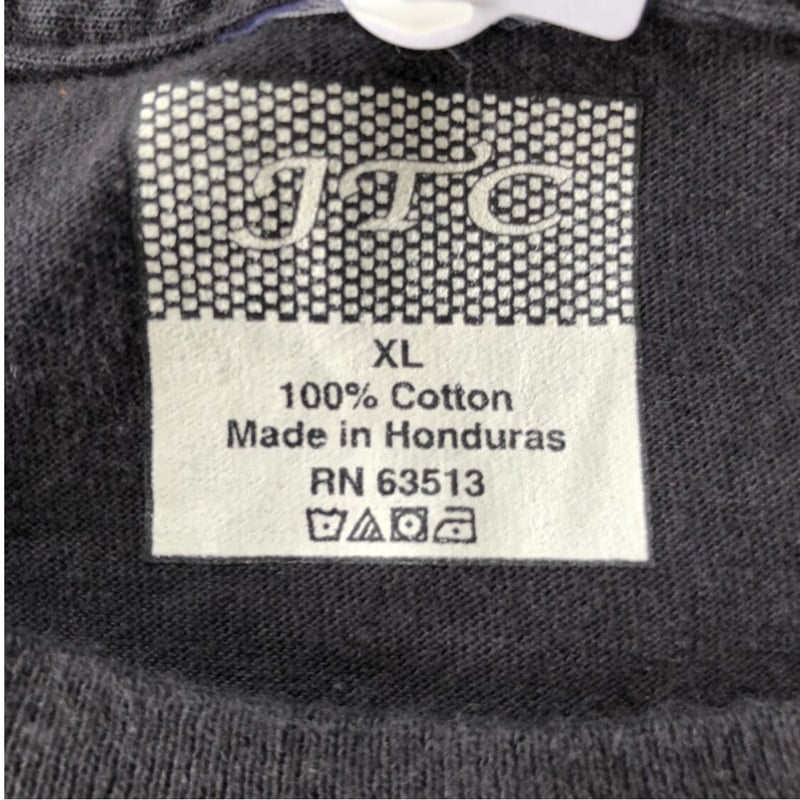 JTC
XL
100% Cotton
Made in Honduras
RN 63513